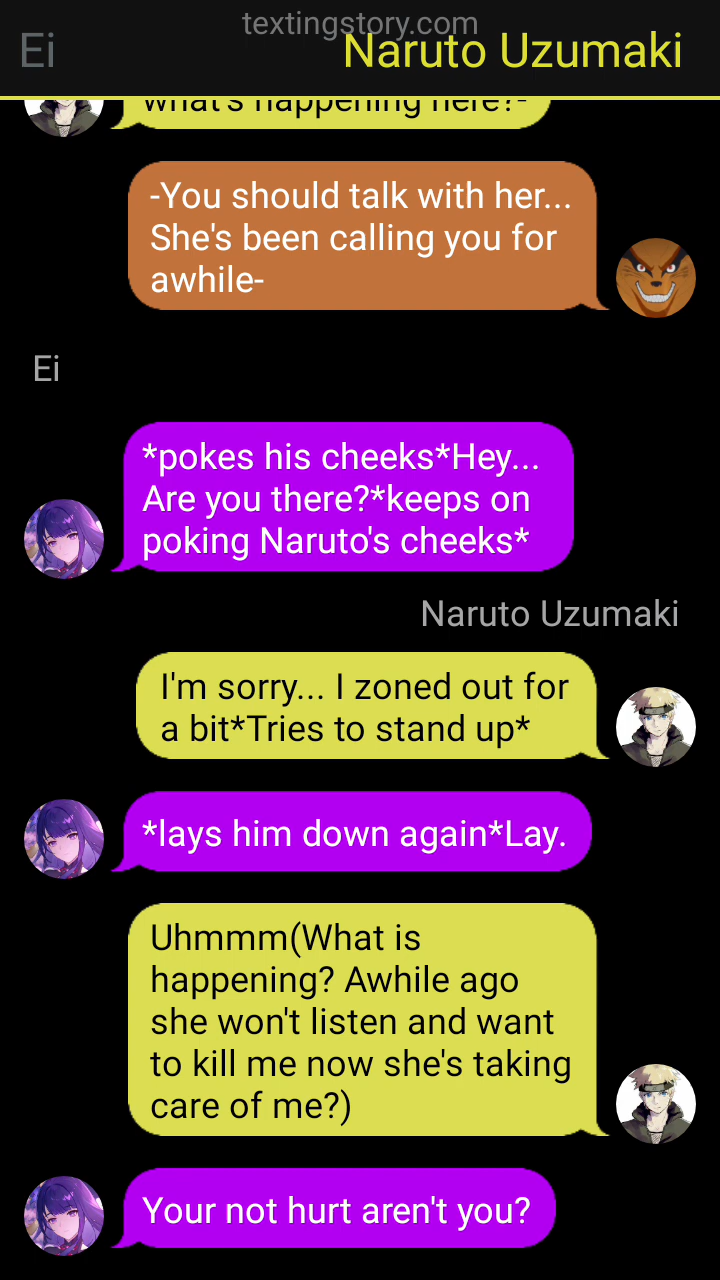 textingstory.com
Ei
Naruto Uzumaki
what's happening here?-
-You should talk with her...
She's been calling you for
awhile-
Ei
*pokes his cheeks*Hey...
Are you there?*keeps on
poking Naruto's cheeks*
Naruto Uzumaki
I'm sorry... I zoned out for
a bit*Tries to stand up*
*lays him down again*Lay.
Uhmmm(What is
happening? Awhile ago
she won't listen and want
to kill me now she's taking
care of me?)
Your not hurt aren't you?